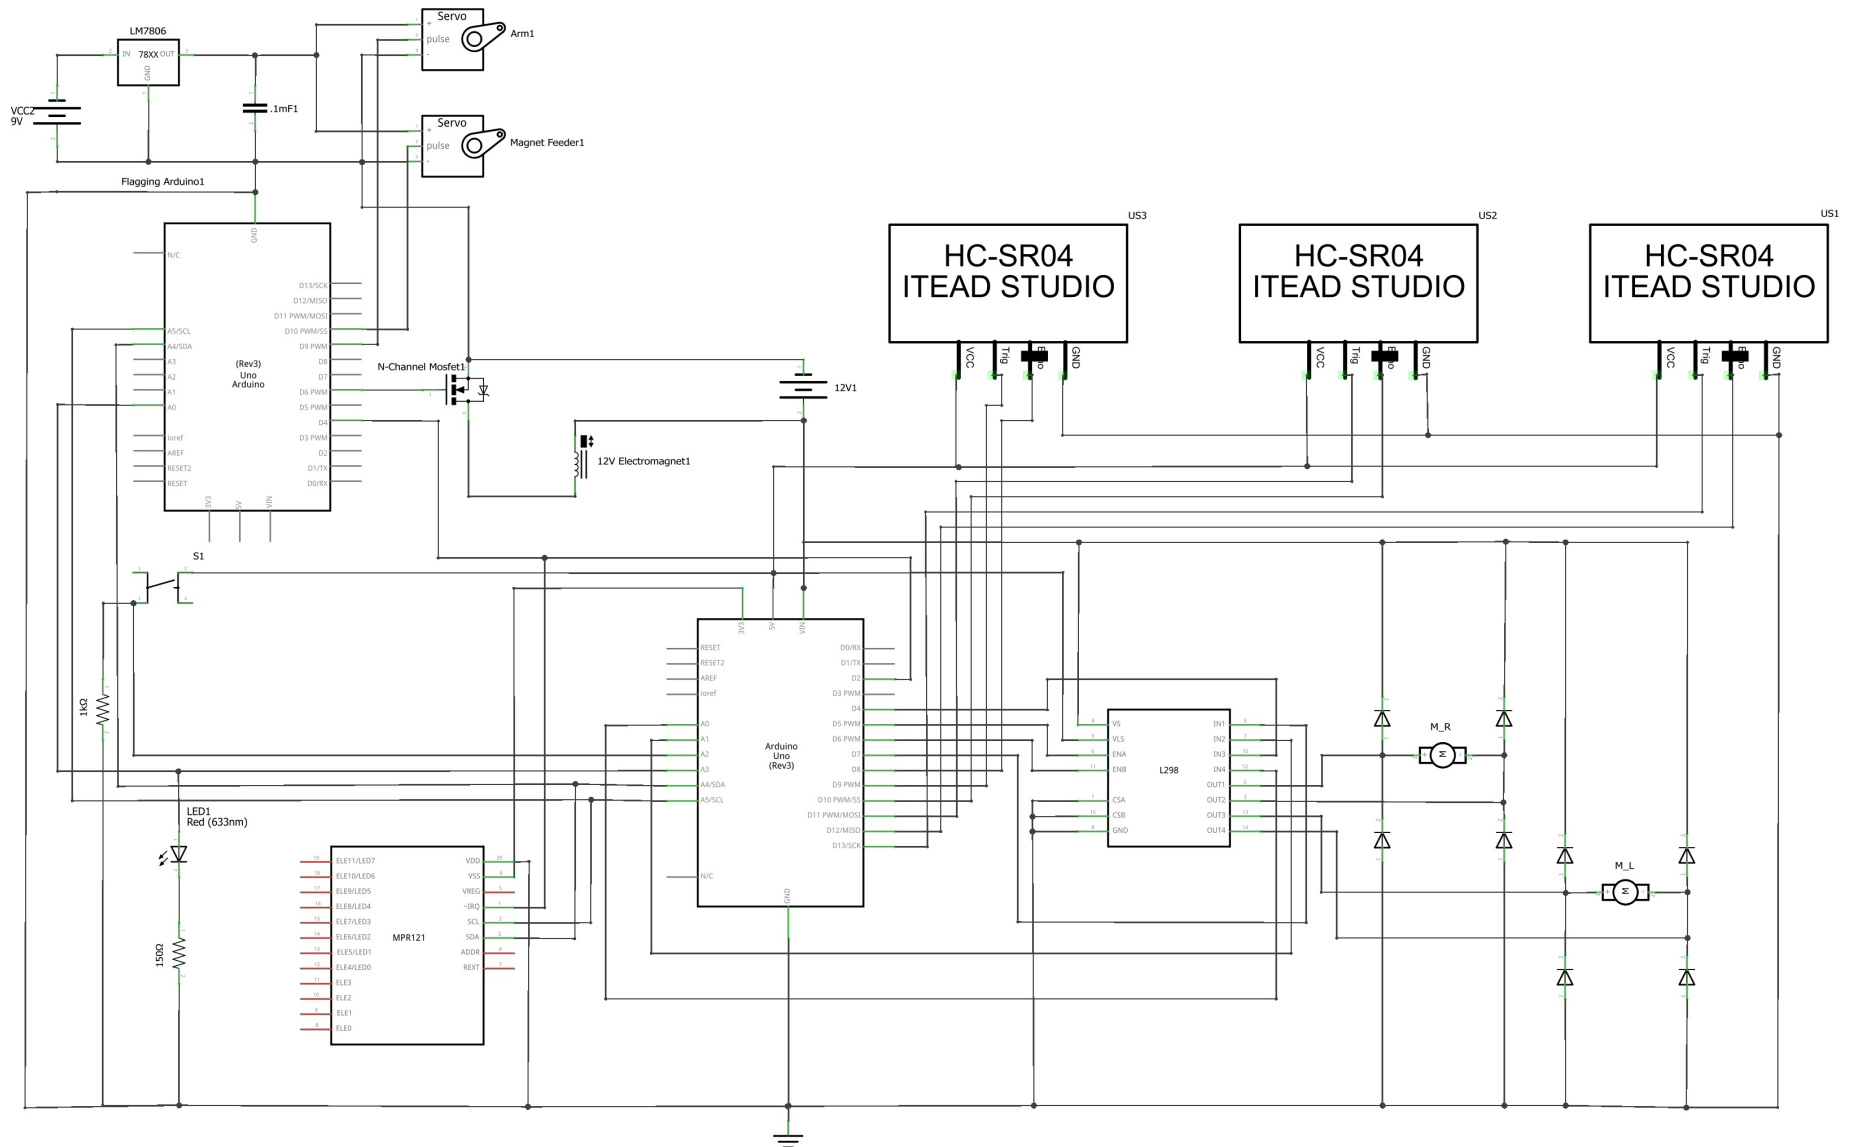 LM7806
IN 78XX OUT
GND
VCC2
9V
.1mF1
Servo
+
pulse
-
Arm1
Servo
+
pulse
-
Magnet Feeder1
Flagging Arduino1
GND
N/C
D13/SCK
D12/MISO
D11 PWM/MOSI
A5/SCL
D10 PWM/SS
A4/SDA
D9 PWM
A3
D8
A2
D7
A1
D6 PWM
A0
D5 PWM
D4
ioref
D3 PWM
AREF
D2
RESET2
D1/TX
RESET
D0/RX
(Rev3)
Uno
Arduino
3V3
5V
VIN
N-Channel Mosfet1
12V1
12V Electromagnet1
US3
HC-SR04
ITEAD STUDIO
VCC
Trig
GND
US2
HC-SR04
ITEAD STUDIO
VCC
Trig
GND
US1
HC-SR04
ITEAD STUDIO
VCC
Trig
GND
S1
1kΩ
LED1
Red (633nm)
150Ω
3V3
5V
VIN
RESET
D0/RX
RESET2
D1/TX
AREF
D2
ioref
D3 PWM
D4
A0
D5 PWM
A1
D6 PWM
A2
D7
A3
D8
A4/SDA
D9 PWM
A5/SCL
D10 PWM/SS
D11 PWM/MOSI
D12/MISO
D13/SCK
N/C
GND
Arduino
Uno
(Rev3)
ELE11/LED7
VDD
ELE10/LED6
VSS
ELE9/LED5
VREG
ELE8/LED4
~IRQ
ELE7/LED3
SCL
ELE6/LED2
SDA
ELE5/LED1
ADDR
ELE4/LED0
REXT
ELE3
ELE2
ELE1
ELE0
MPR121
VS
IN1
VLS
IN2
ENA
IN3
ENB
IN4
L298
OUT1
CSA
OUT2
CSB
OUT3
GND
OUT4
M_R
M
M_L
M